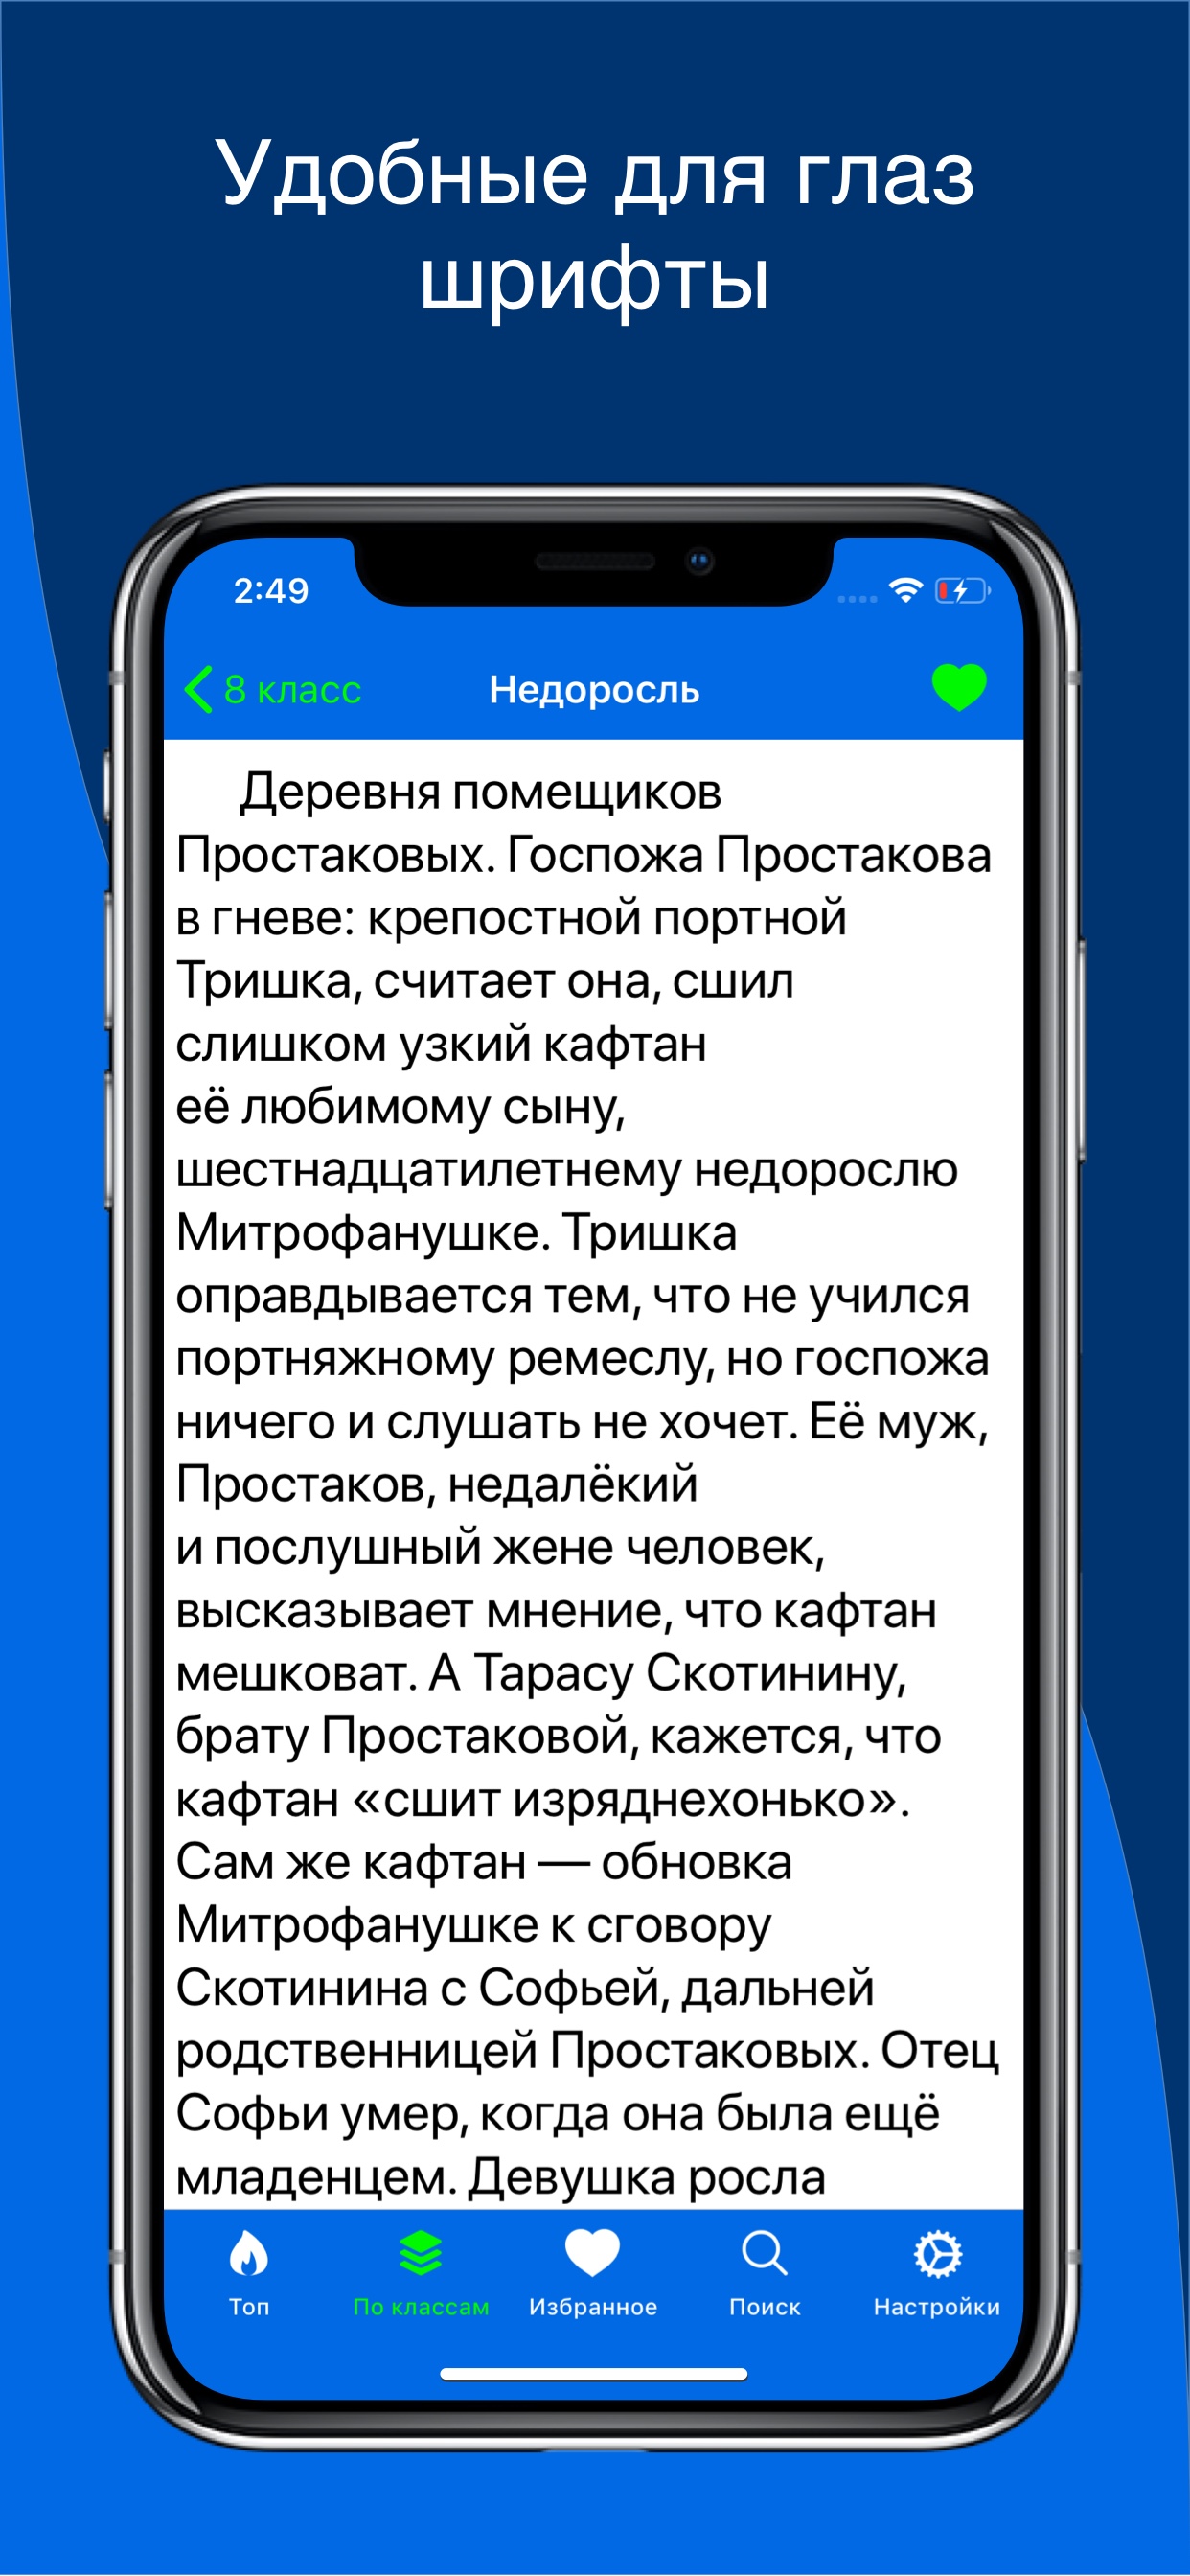 Удобные для глаз
шрифты
2:49
8 класс
Недоросль
Деревня помещиков
Простаковых. Госпожа Простакова
в гневе: крепостной портной
Тришка, считает она, сшил
слишком узкий кафтан
её любимому сыну,
шестнадцатилетнему недорослю
Митрофанушке. Тришка
оправдывается тем, что не учился
портняжному ремеслу, но госпожа
ничего и слушать не хочет. Её муж,
Простаков, недалёкий
и послушный жене человек,
высказывает мнение, что кафтан
мешковат. А Тарасу Скотинину,
брату Простаковой, кажется, что
кафтан «сшит изряднехонько».
Сам же кафтан — обновка
Митрофанушке к сговору
Скотинина с Софьей, дальней
родственницей Простаковых. Отец
Софьи умер, когда она была ещё
младенцем. Девушка росла
Топ
По классам
Избранное
Поиск
Настройки